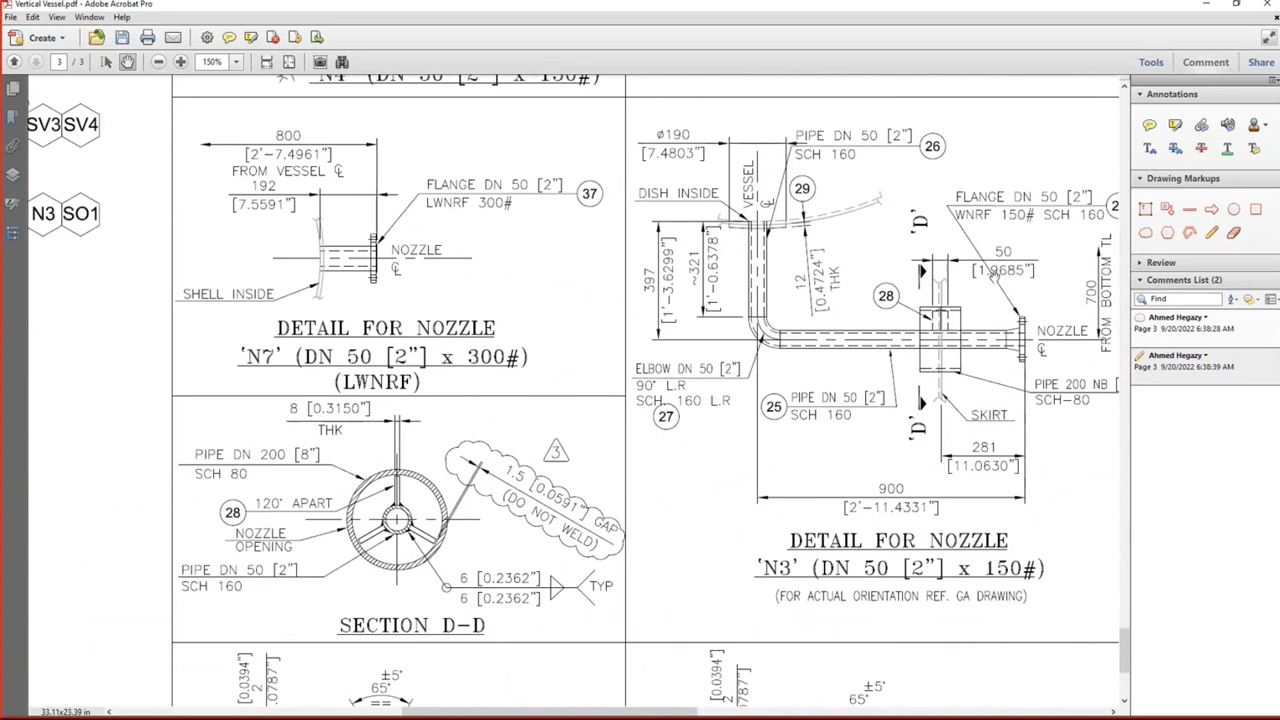 Vertical Vessel.pdf - Adobe Acrobat Pro
File Edit View Window Help
Create
3 / 3
150%
Tools Comment Share
'N4' (DN 50 [2"] x 150#)
SV3 SV4
N3 SO1
800
[2'-7.4961"]
FROM VESSEL ℄
192
[7.5591"]
FLANGE DN 50 [2"]
LWNRF 300#
37
NOZZLE
℄
SHELL INSIDE
DETAIL FOR NOZZLE
'N7' (DN 50 [2"] x 300#)
(LWNRF)
8 [0.3150"]
THK
PIPE DN 200 [8"]
SCH 80
28
120° APART
NOZZLE
OPENING
PIPE DN 50 [2"]
SCH 160
3
1.5 [0.0591"] GAP
(DO NOT WELD)
6 [0.2362"]
6 [0.2362"]
TYP
SECTION D-D
[0.0394"]
2
.0787"]
±5°
65°
ø190
[7.4803"]
PIPE DN 50 [2"]
SCH 160
26
DISH INSIDE
VESSEL
℄
29
'D'
FLANGE DN 50 [2"]
WNRF 150# SCH 160
2
50
[1.9685"]
397
[1'-3.6299"]
~321
[1'-0.6378"]
12
[0.4724"]
THK
28
700
FROM BOTTOM TL
NOZZLE
℄
ELBOW DN 50 [2"]
90° L.R
SCH. 160 L.R
27
25
PIPE DN 50 [2"]
SCH 160
'D'
PIPE 200 NB [
SCH-80
SKIRT
281
[11.0630"]
900
[2'-11.4331"]
DETAIL FOR NOZZLE
'N3' (DN 50 [2"] x 150#)
(FOR ACTUAL ORIENTATION REF. GA DRAWING)
[0.0394"]
2
.0787"]
±5°
65°
Annotations
Drawing Markups
Review
Comments List (2)
Find
Ahmed Hegazy
Page 3 9/20/2022 6:38:28 AM
Ahmed Hegazy
Page 3 9/20/2022 6:38:39 AM
33.11x23.39 in